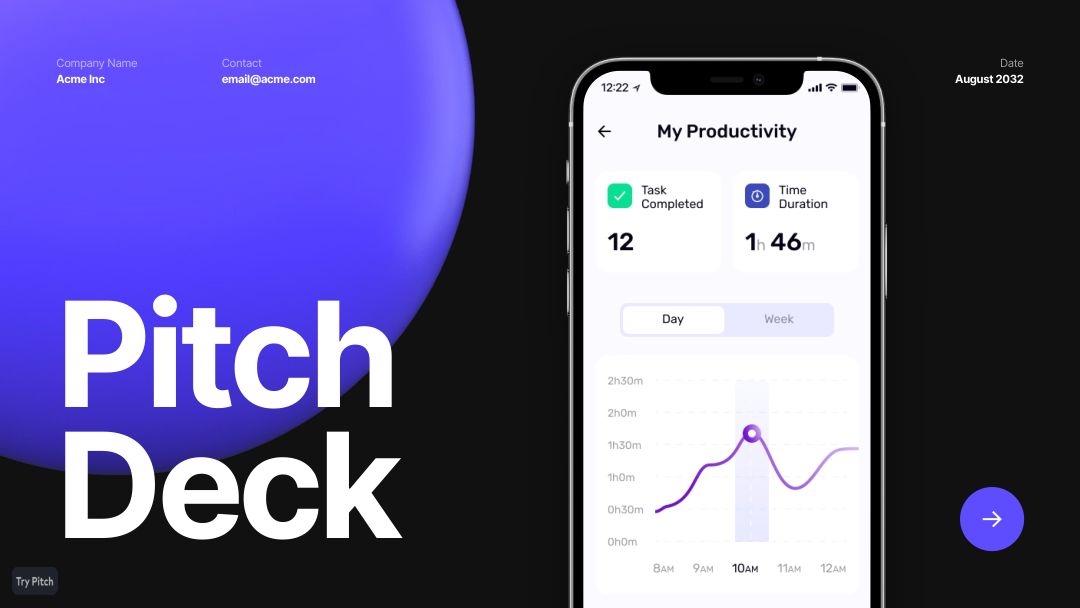 Company Name
Acme Inc
Contact
email@acme.com
Date
August 2032
Pitch
Deck
12:22
My Productivity
Task
Completed
12
Time
Duration
1h 46m
Day
Week
2h30m
2h0m
1h30m
1h0m
0h30m
0h0m
8AM 9AM 10AM 11AM 12AM
Try Pitch